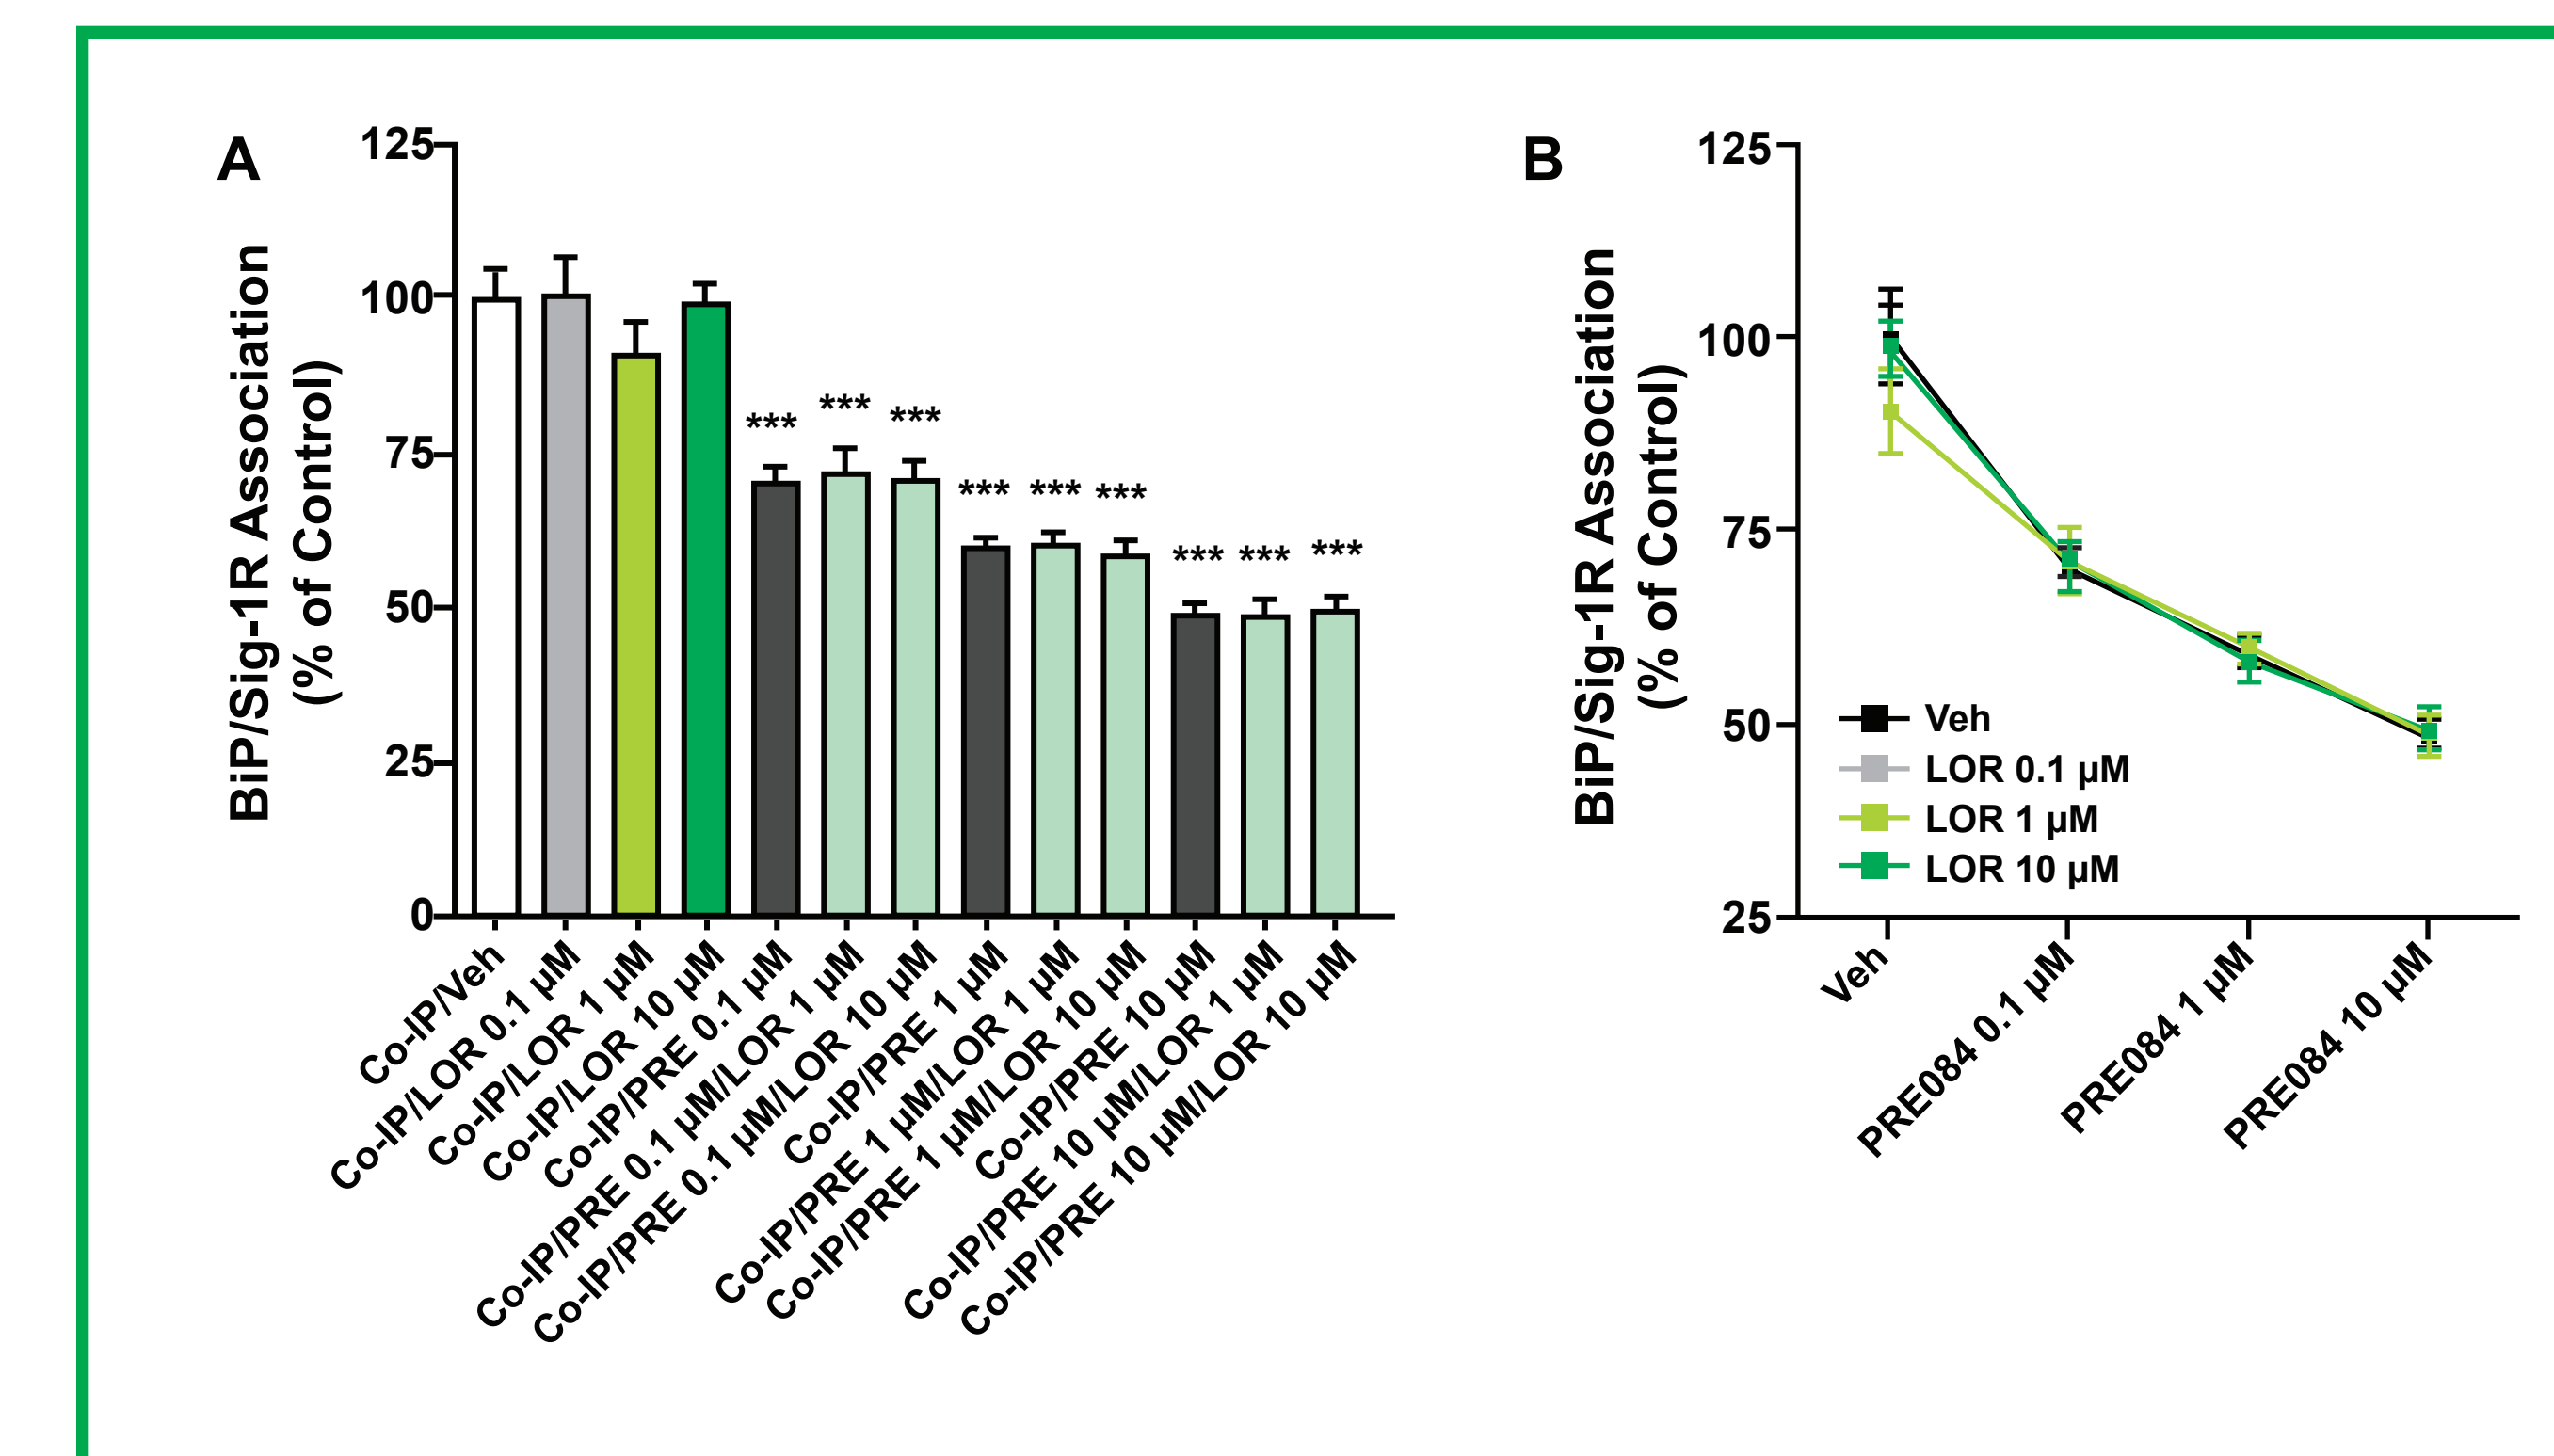 A
BiP/Sig-1R Association
(% of Control)
125
100
75
50
25
0
***
***
***
***
***
***
***
***
***
Co-IP/Veh
Co-IP/LOR 0.1 µM
Co-IP/LOR 1 µM
Co-IP/LOR 10 µM
Co-IP/PRE 0.1 µM
Co-IP/PRE 0.1 µM/LOR 1 µM
Co-IP/PRE 0.1 µM/LOR 10 µM
Co-IP/PRE 1 µM
Co-IP/PRE 1 µM/LOR 1 µM
Co-IP/PRE 1 µM/LOR 10 µM
Co-IP/PRE 10 µM
Co-IP/PRE 10 µM/LOR 1 µM
Co-IP/PRE 10 µM/LOR 10 µM
B
BiP/Sig-1R Association
(% of Control)
125
100
75
50
25
Veh
LOR 0.1 µM
LOR 1 µM
LOR 10 µM
Veh
PRE084 0.1 µM
PRE084 1 µM
PRE084 10 µM